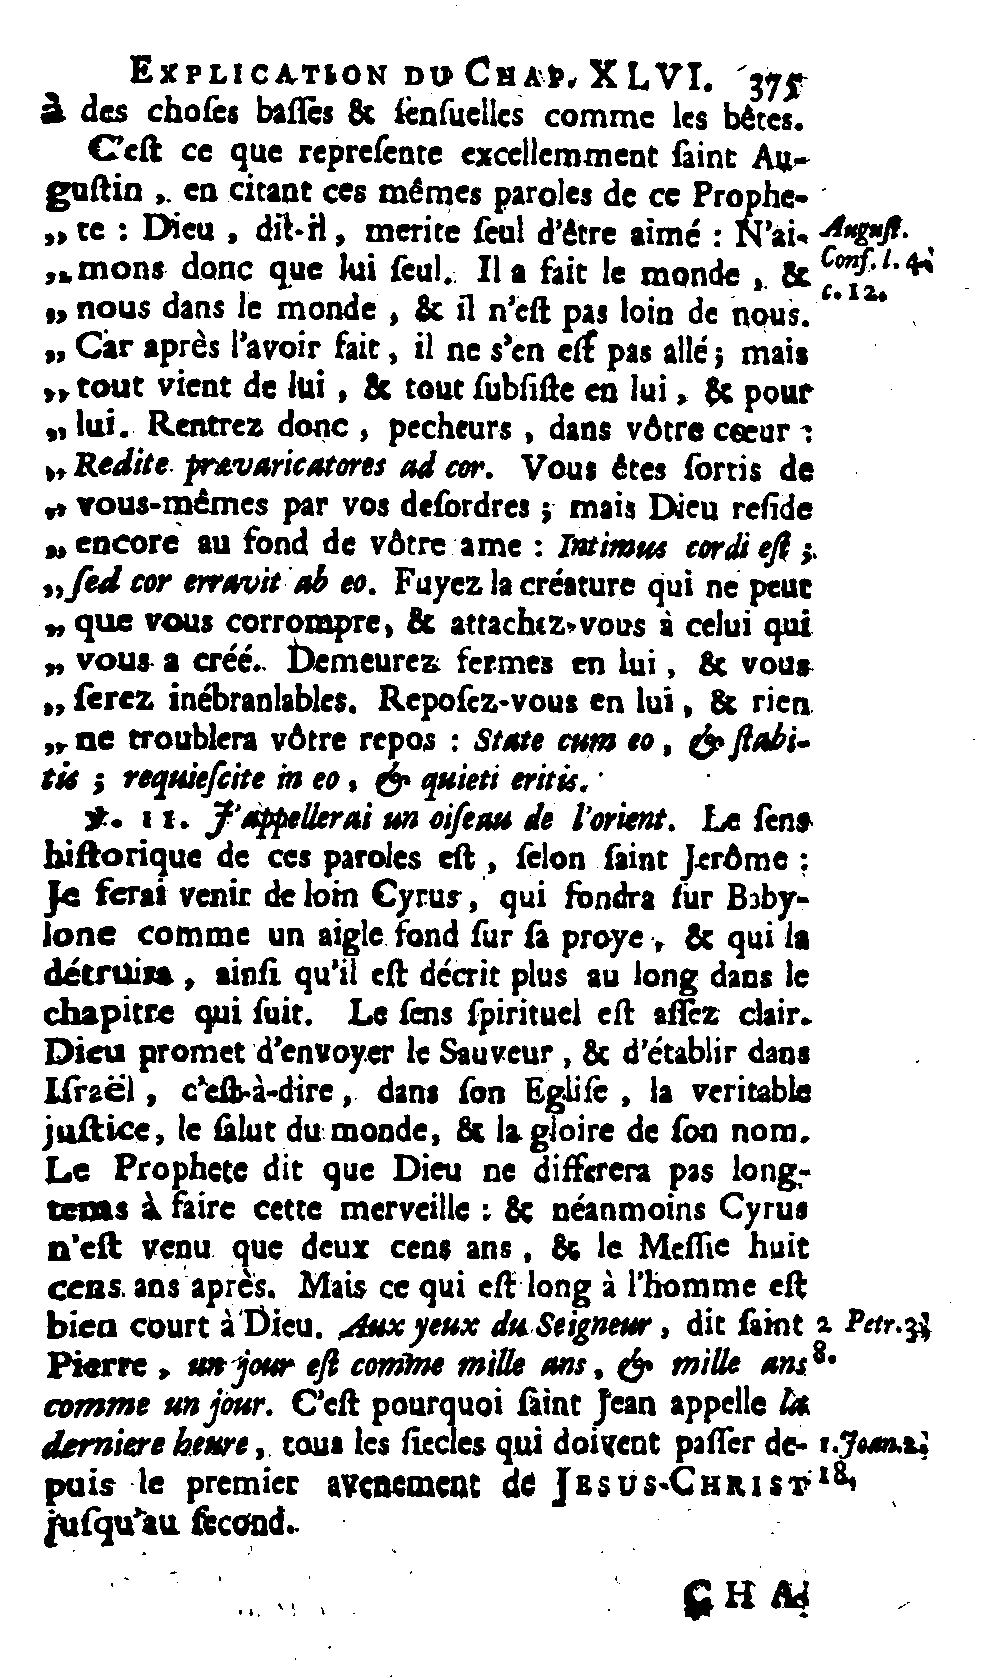 EXPLICATION DU CHAP. XLVI. 375
à des choſes baſſes & ſenſuelles comme les bêtes.
C'eſt ce que repreſente excellemment ſaint Au-
guſtin, en citant ces mêmes paroles de ce Prophe-
„ te : Dieu, dit-il, merite ſeul d'être aimé : N'ai-
„ mons donc que lui ſeul. Il a fait le monde, &
„ nous dans le monde, & il n'eſt pas loin de nous.
„ Car après l'avoir fait, il ne s'en eſt pas allé; mais
„ tout vient de lui, & tout ſubſiſte en lui, & pour
„ lui. Rentrez donc, pecheurs, dans vôtre cœur :
„ Redite prævaricatores ad cor. Vous êtes ſortis de
„ vous-mêmes par vos deſordres; mais Dieu reſide
„ encore au fond de vôtre ame : Intimus cordi eſt;
„ ſed cor erravit ab eo. Fuyez la créature qui ne peut
„ que vous corrompre, & attachez-vous à celui qui
„ vous a créé. Demeurez fermes en lui, & vous
„ ſerez inébranlables. Repoſez-vous en lui, & rien
„ ne troublera vôtre repos : State cum eo, & ſtabi-
tis; requieſcite in eo, & quieti eritis.
℣. 11. J'appellerai un oiſeau de l'orient. Le ſens
hiſtorique de ces paroles eſt, ſelon ſaint Jerôme :
Je ferai venir de loin Cyrus, qui fondra ſur Baby-
lone comme un aigle fond ſur ſa proye, & qui la
détruira, ainſi qu'il eſt décrit plus au long dans le
chapitre qui ſuit. Le ſens ſpirituel eſt aſſez clair.
Dieu promet d'envoyer le Sauveur, & d'établir dans
Iſraël, c'eſt-à-dire, dans ſon Egliſe, la veritable
juſtice, le ſalut du monde, & la gloire de ſon nom.
Le Prophete dit que Dieu ne differera pas long-
tems à faire cette merveille : & néanmoins Cyrus
n'eſt venu que deux cens ans, & le Meſſie huit
cens ans après. Mais ce qui eſt long à l'homme eſt
bien court à Dieu. Aux yeux du Seigneur, dit ſaint
Pierre, un jour eſt comme mille ans, & mille ans
comme un jour. C'eſt pourquoi ſaint Jean appelle la
derniere heure, tous les ſiecles qui doivent paſſer de-
puis le premier avenement de JESUS-CHRIST
juſqu'au ſecond.
CHA-
Auguſt.
Conf. l. 4.
c. 12.
2 Petr. 3.
8.
1. Joan. 2.
18.